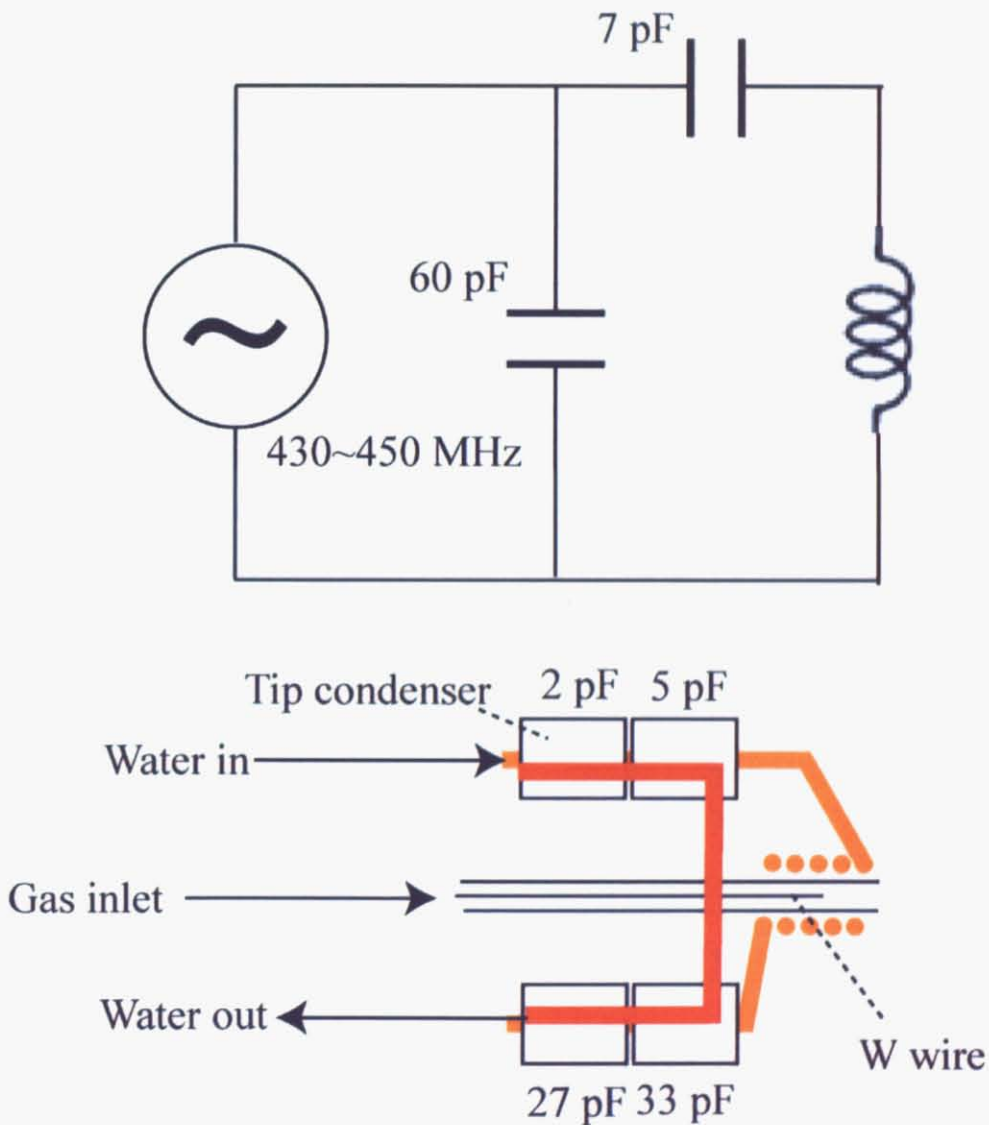 7 pF
60 pF
430~450 MHz
Tip condenser
2 pF 5 pF
Water in
Gas inlet
Water out
W wire
27 pF 33 pF